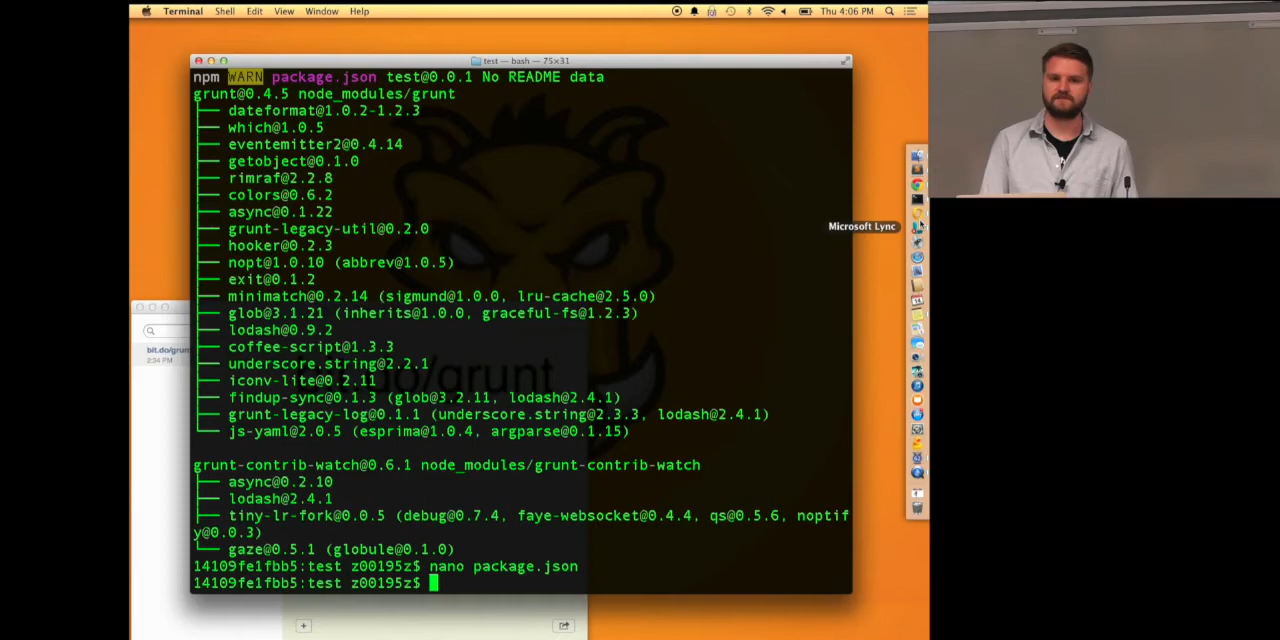 Terminal Shell Edit View Window Help
Thu 4:06 PM
test — bash — 75×31
npm WARN package.json test@0.0.1 No README data
grunt@0.4.5 node_modules/grunt
├── dateformat@1.0.2-1.2.3
├── which@1.0.5
├── eventemitter2@0.4.14
├── getobject@0.1.0
├── rimraf@2.2.8
├── colors@0.6.2
├── async@0.1.22
├── grunt-legacy-util@0.2.0
├── hooker@0.2.3
├── nopt@1.0.10 (abbrev@1.0.5)
├── exit@0.1.2
├── minimatch@0.2.14 (sigmund@1.0.0, lru-cache@2.5.0)
├── glob@3.1.21 (inherits@1.0.0, graceful-fs@1.2.3)
├── lodash@0.9.2
├── coffee-script@1.3.3
├── underscore.string@2.2.1
├── iconv-lite@0.2.11
├── findup-sync@0.1.3 (glob@3.2.11, lodash@2.4.1)
├── grunt-legacy-log@0.1.1 (underscore.string@2.3.3, lodash@2.4.1)
└── js-yaml@2.0.5 (esprima@1.0.4, argparse@0.1.15)
grunt-contrib-watch@0.6.1 node_modules/grunt-contrib-watch
├── async@0.2.10
├── lodash@2.4.1
├── tiny-lr-fork@0.0.5 (debug@0.7.4, faye-websocket@0.4.4, qs@0.5.6, noptif
y@0.0.3)
└── gaze@0.5.1 (globule@0.1.0)
14109fe1fbb5:test z00195z$ nano package.json
14109fe1fbb5:test z00195z$
bit.do/grunt
Microsoft Lync
bit.do/grun
2:34 PM